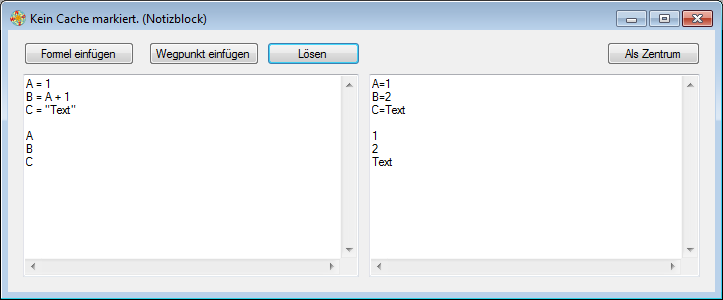 Kein Cache markiert. (Notizblock)
Formel einfügen Wegpunkt einfügen Lösen Als Zentrum
A = 1
B = A + 1
C = "Text"
A
B
C
A=1
B=2
C=Text
1
2
Text